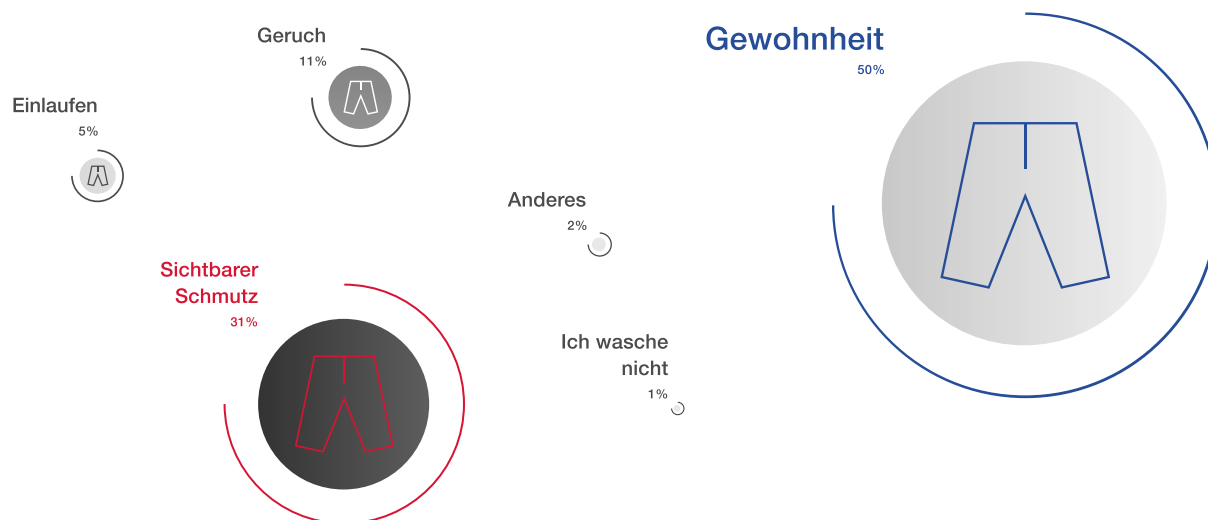 Geruch
11%
Gewohnheit
50%
Einlaufen
5%
Anderes
2%
Sichtbarer
Schmutz
31%
Ich wasche
nicht
1%